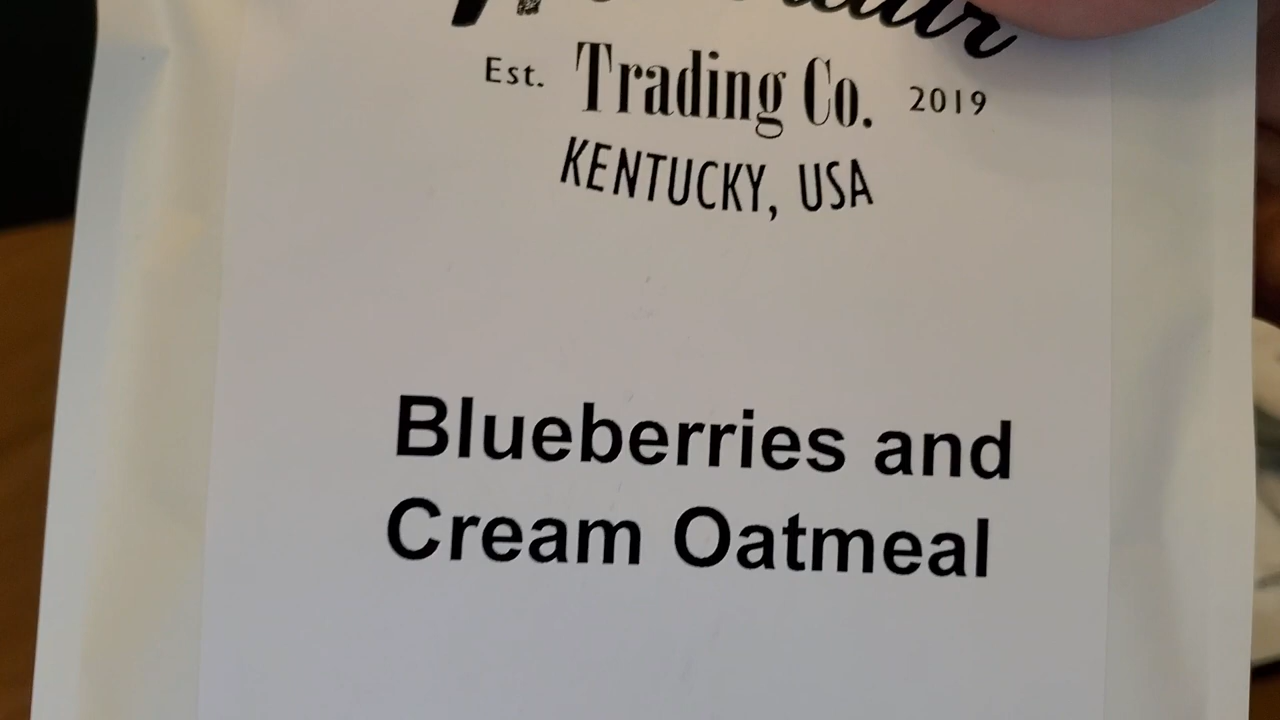 Est. Trading Co. 2019
KENTUCKY, USA
Blueberries and
Cream Oatmeal